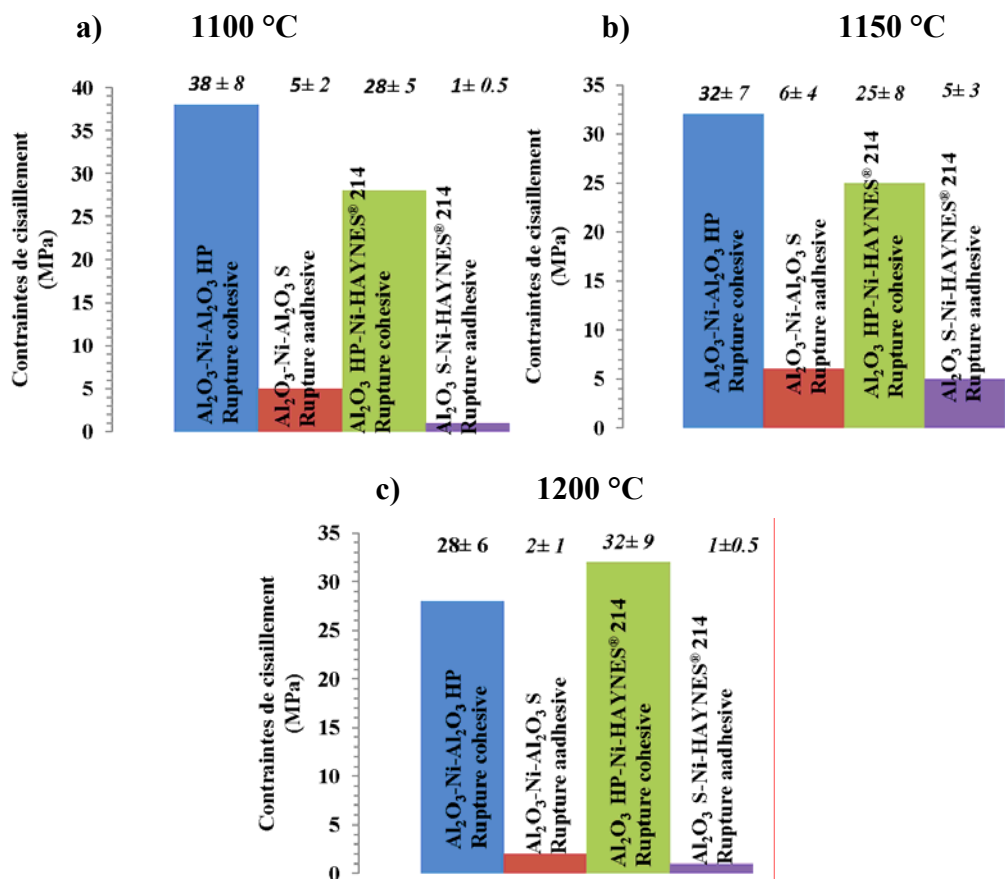 a) 1100 °C
38 ± 8 5± 2 28± 5 1± 0.5
Contraintes de cisaillement
(MPa)
40
35
30
25
20
15
10
5
0
Al₂O₃-Ni-Al₂O₃ HP
Rupture cohesive
Al₂O₃-Ni-Al₂O₃ S
Rupture aadhesive
Al₂O₃ HP-Ni-HAYNES® 214
Rupture cohesive
Al₂O₃ S-Ni-HAYNES® 214
Rupture aadhesive
b) 1150 °C
32± 7 6± 4 25± 8 5± 3
Contraintes de cisaillement
(MPa)
35
30
25
20
15
10
5
0
Al₂O₃-Ni-Al₂O₃ HP
Rupture cohesive
Al₂O₃-Ni-Al₂O₃ S
Rupture aadhesive
Al₂O₃ HP-Ni-HAYNES® 214
Rupture cohesive
Al₂O₃ S-Ni-HAYNES® 214
Rupture aadhesive
c) 1200 °C
28± 6 2± 1 32± 9 1±0.5
Contraintes de cisaillement
(MPa)
35
30
25
20
15
10
5
0
Al₂O₃-Ni-Al₂O₃ HP
Rupture cohesive
Al₂O₃-Ni-Al₂O₃ S
Rupture aadhesive
Al₂O₃ HP-Ni-HAYNES® 214
Rupture cohesive
Al₂O₃ S-Ni-HAYNES® 214
Rupture aadhesive